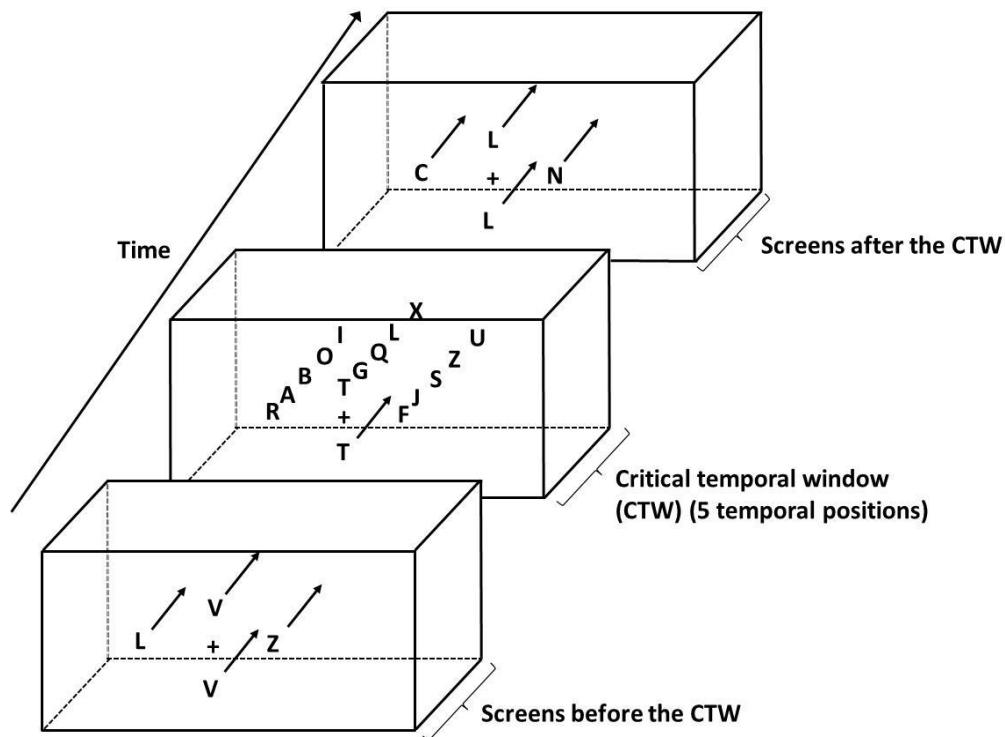 L
C + N
L
Screens after the CTW
Time
X
I L U
O Q Z
B G S
A T J
R + F
T
Critical temporal window
(CTW) (5 temporal positions)
V
L + Z
V
Screens before the CTW